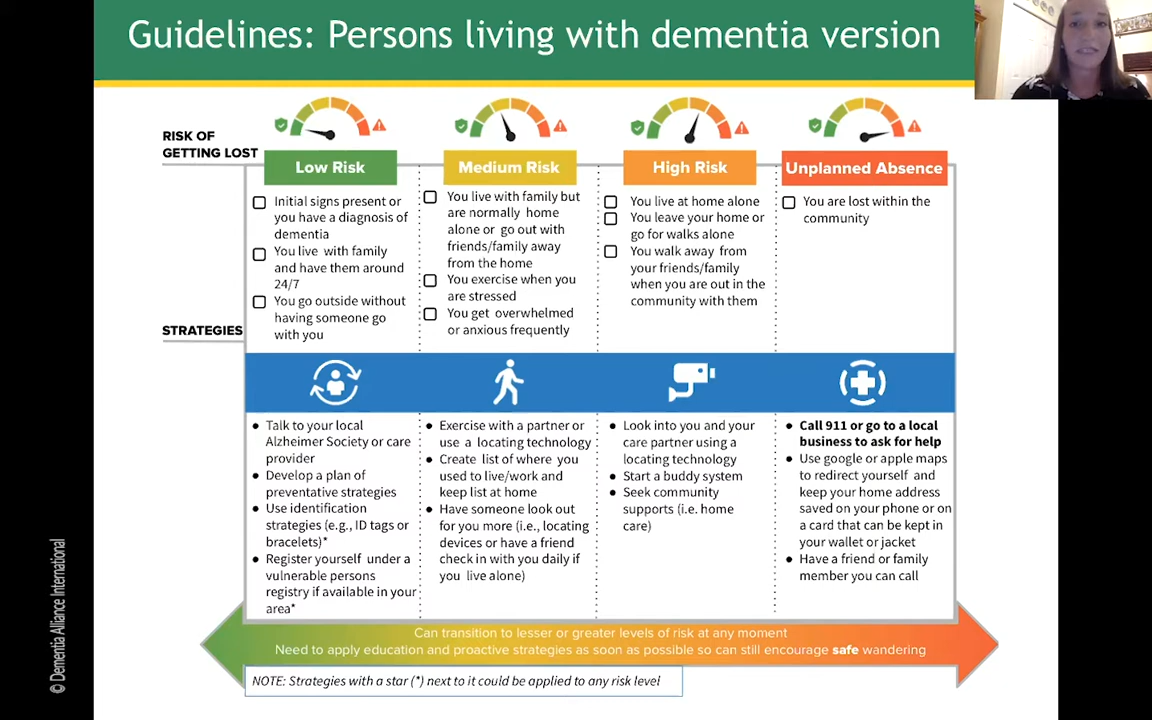 Guidelines: Persons living with dementia version
RISK OF
GETTING LOST
Low Risk
Initial signs present or
you have a diagnosis of
dementia
You live with family
and have them around
24/7
You go outside without
having someone go
with you
Medium Risk
You live with family but
are normally home
alone or go out with
friends/family away
from the home
You exercise when you
are stressed
You get overwhelmed
or anxious frequently
High Risk
You live at home alone
You leave your home or
go for walks alone
You walk away from
your friends/family
when you are out in the
community with them
Unplanned Absence
You are lost within the
community
STRATEGIES
• Talk to your local
Alzheimer Society or care
provider
• Develop a plan of
preventative strategies
• Use identification
strategies (e.g., ID tags or
bracelets)*
• Register yourself under a
vulnerable persons
registry if available in your
area*
• Exercise with a partner or
use a locating technology
• Create list of where you
used to live/work and
keep list at home
• Have someone look out
for you more (i.e., locating
devices or have a friend
check in with you daily if
you live alone)
• Look into you and your
care partner using a
locating technology
• Start a buddy system
• Seek community
supports (i.e. home
care)
• Call 911 or go to a local
business to ask for help
• Use google or apple maps
to redirect yourself and
keep your home address
saved on your phone or on
a card that can be kept in
your wallet or jacket
• Have a friend or family
member you can call
Can transition to lesser or greater levels of risk at any moment
Need to apply education and proactive strategies as soon as possible so can still encourage safe wandering
NOTE: Strategies with a star (*) next to it could be applied to any risk level
© Dementia Alliance International